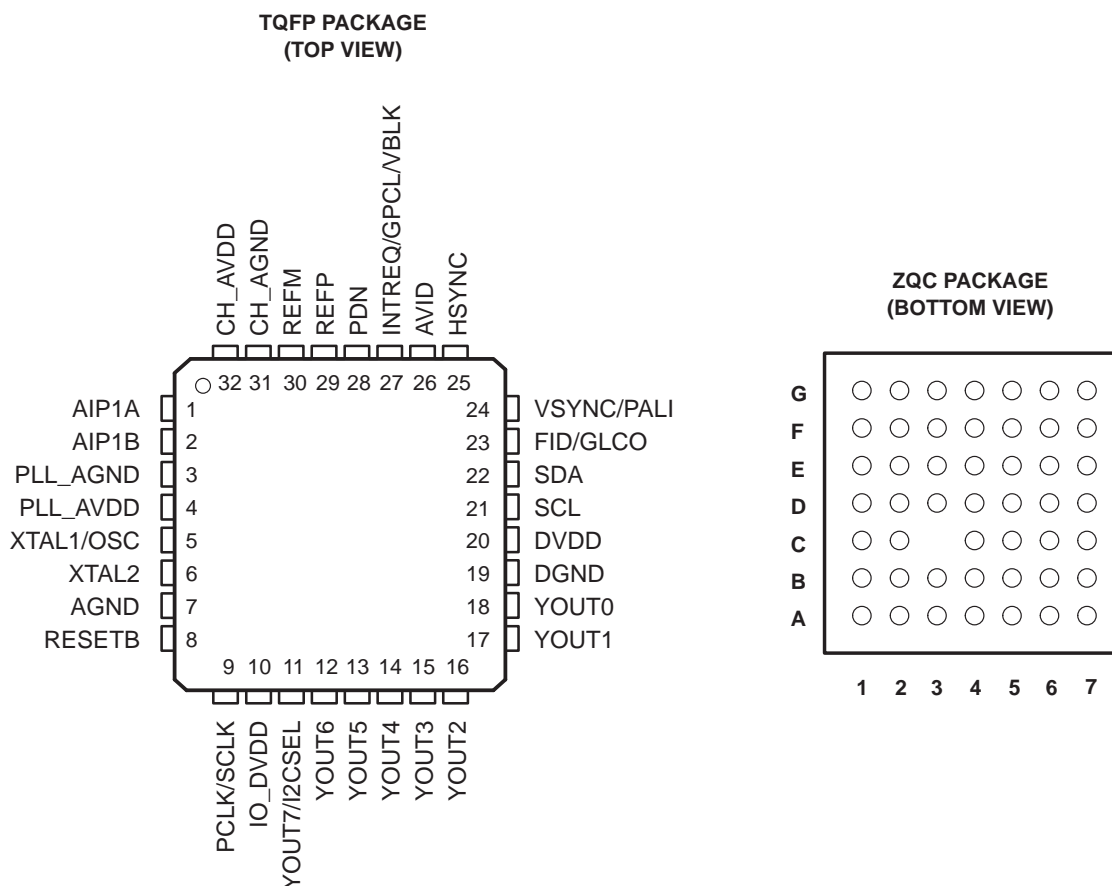 TQFP PACKAGE
(TOP VIEW)
CH_AVDD
CH_AGND
REFM
REFP
PDN
INTREQ/GPCL/VBLK
AVID
HSYNC
32 31 30 29 28 27 26 25
AIP1A 1
AIP1B 2
PLL_AGND 3
PLL_AVDD 4
XTAL1/OSC 5
XTAL2 6
AGND 7
RESETB 8
24 VSYNC/PALI
23 FID/GLCO
22 SDA
21 SCL
20 DVDD
19 DGND
18 YOUT0
17 YOUT1
9 10 11 12 13 14 15 16
PCLK/SCLK
IO_DVDD
YOUT7/I2CSEL
YOUT6
YOUT5
YOUT4
YOUT3
YOUT2
ZQC PACKAGE
(BOTTOM VIEW)
G
F
E
D
C
B
A
1 2 3 4 5 6 7